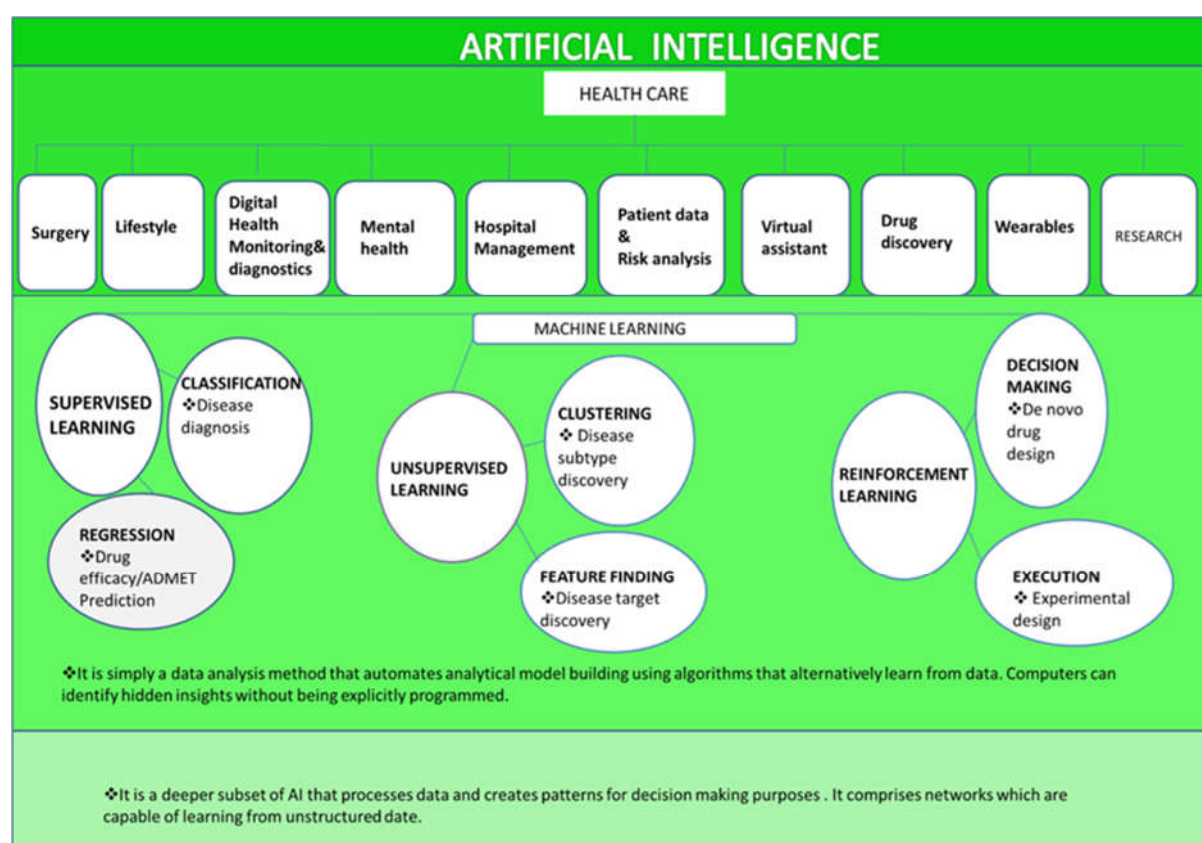 ARTIFICIAL INTELLIGENCE
HEALTH CARE
Surgery
Lifestyle
Digital
Health
Monitoring&
diagnostics
Mental
health
Hospital
Management
Patient data
&
Risk analysis
Virtual
assistant
Drug
discovery
Wearables
RESEARCH
MACHINE LEARNING
SUPERVISED
LEARNING
CLASSIFICATION
❖Disease
diagnosis
REGRESSION
❖Drug
efficacy/ADMET
Prediction
UNSUPERVISED
LEARNING
CLUSTERING
❖ Disease
subtype
discovery
FEATURE FINDING
❖Disease target
discovery
REINFORCEMENT
LEARNING
DECISION
MAKING
❖De novo
drug
design
EXECUTION
❖ Experimental
design
❖It is simply a data analysis method that automates analytical model building using algorithms that alternatively learn from data. Computers can
identify hidden insights without being explicitly programmed.
❖It is a deeper subset of AI that processes data and creates patterns for decision making purposes . It comprises networks which are
capable of learning from unstructured date.